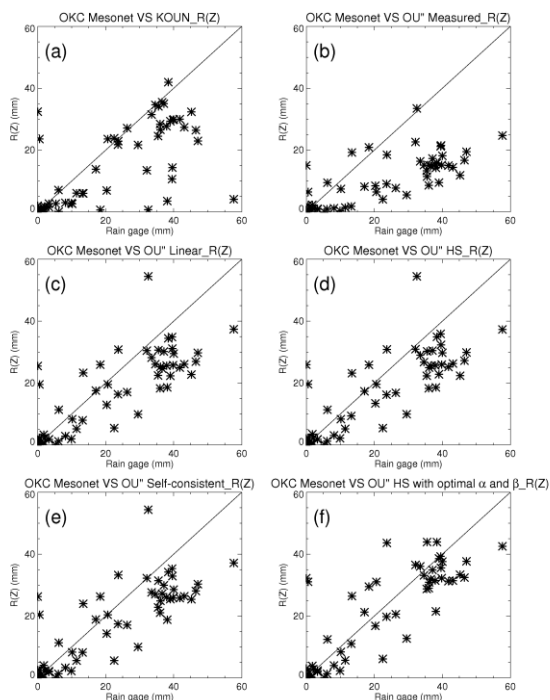 OKC Mesonet VS KOUN_R(Z)
(a)
60
40
20
0
R(Z) (mm)
0 20 40 60
Rain gage (mm)
OKC Mesonet VS OU" Measured_R(Z)
(b)
60
40
20
0
R(Z) (mm)
0 20 40 60
Rain gage (mm)
OKC Mesonet VS OU" Linear_R(Z)
(c)
60
40
20
0
R(Z) (mm)
0 20 40 60
Rain gage (mm)
OKC Mesonet VS OU" HS_R(Z)
(d)
60
40
20
0
R(Z) (mm)
0 20 40 60
Rain gage (mm)
OKC Mesonet VS OU" Self-consistent_R(Z)
(e)
60
40
20
0
R(Z) (mm)
0 20 40 60
Rain gage (mm)
OKC Mesonet VS OU" HS with optimal α and β_R(Z)
(f)
60
40
20
0
R(Z) (mm)
0 20 40 60
Rain gage (mm)